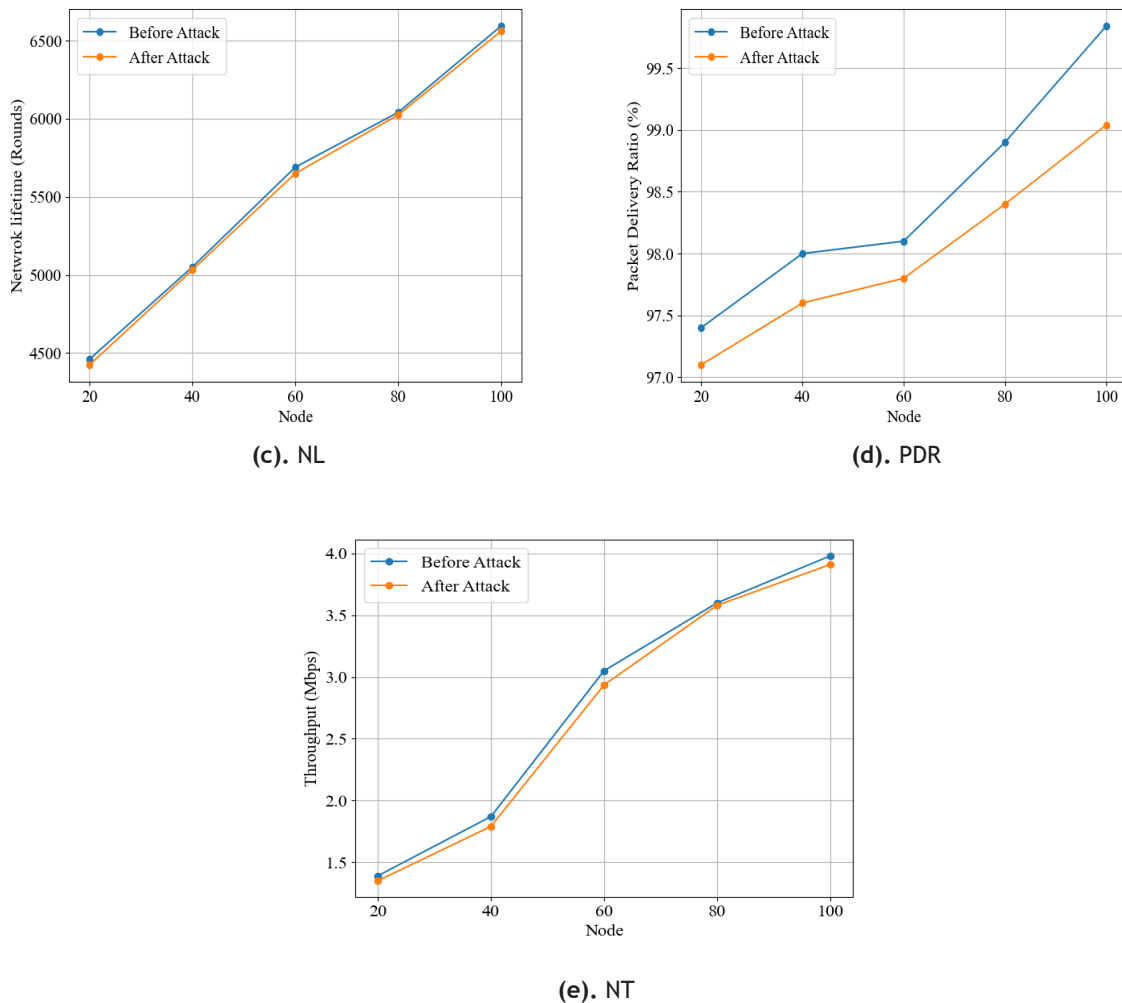 Before Attack
After Attack
6500
6000
5500
5000
4500
Netwrok lifetime (Rounds)
20 40 60 80 100
Node
(c). NL
Before Attack
After Attack
99.5
99.0
98.5
98.0
97.5
97.0
Packet Delivery Ratio (%)
20 40 60 80 100
Node
(d). PDR
Before Attack
After Attack
4.0
3.5
3.0
2.5
2.0
1.5
Throughput (Mbps)
20 40 60 80 100
Node
(e). NT